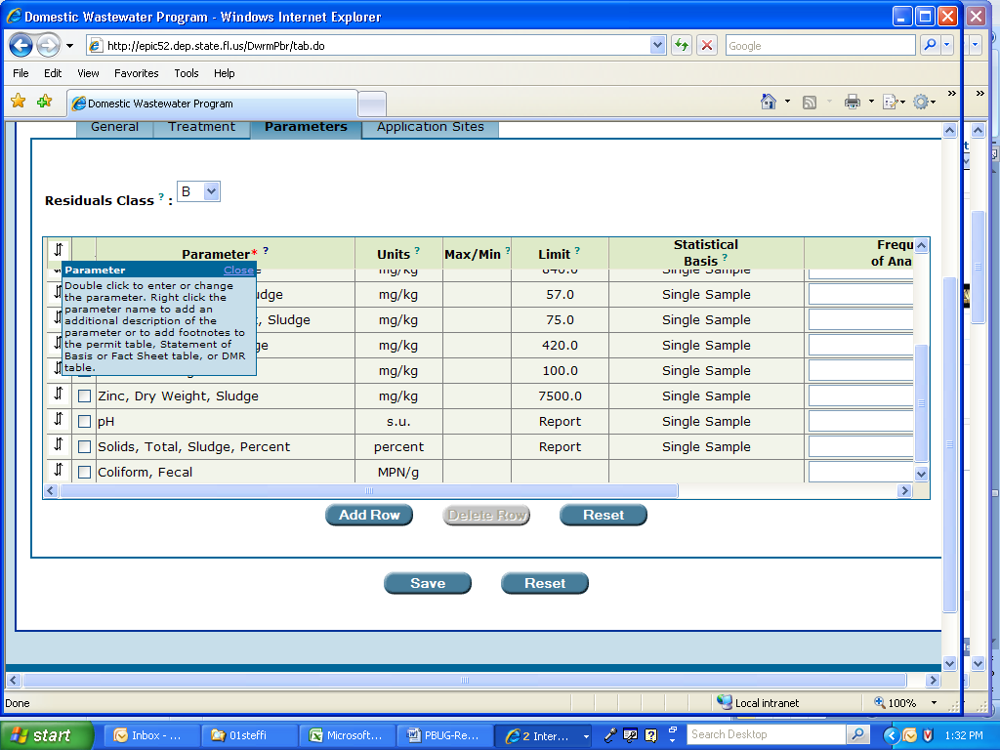 Domestic Wastewater Program - Windows Internet Explorer
http://epic52.dep.state.fl.us/DwrmPbr/tab.do
Google
File Edit View Favorites Tools Help
Domestic Wastewater Program
General Treatment Parameters Application Sites
Residuals Class ? : B
Parameter* ? Units ? Max/Min ? Limit ? Statistical Basis ? Frequ of Ana
mg/kg 840.0 Single Sample
udge mg/kg 57.0 Single Sample
, Sludge mg/kg 75.0 Single Sample
ge mg/kg 420.0 Single Sample
mg/kg 100.0 Single Sample
Zinc, Dry Weight, Sludge mg/kg 7500.0 Single Sample
pH s.u. Report Single Sample
Solids, Total, Sludge, Percent percent Report Single Sample
Coliform, Fecal MPN/g
Parameter Close
Double click to enter or change
the parameter. Right click the
parameter name to add an
additional description of the
parameter or to add footnotes to
the permit table, Statement of
Basis or Fact Sheet table, or DMR
table.
Add Row Delete Row Reset
Save Reset
Done Local intranet 100%
start Inbox - ... 01steffi Microsoft... PBUG-Re... 2 Inter... Search Desktop 1:32 PM